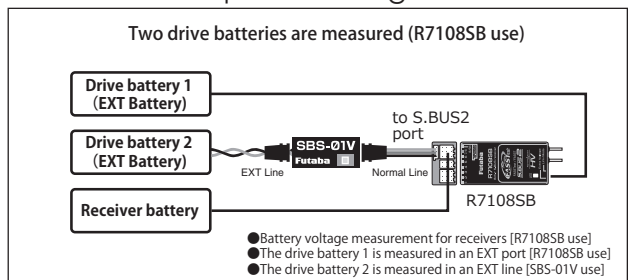 Two drive batteries are measured (R7108SB use)
Drive battery 1
(EXT Battery)
to S.BUS2
port
Drive battery 2
(EXT Battery)
SBS-01V
Futaba
EXT Line
Normal Line
Futaba
R7108SB
HV
R7108SB
Receiver battery
●Battery voltage measurement for receivers [R7108SB use]
●The drive battery 1 is measured in an EXT port [R7108SB use]
●The drive battery 2 is measured in an EXT line [SBS-01V use]